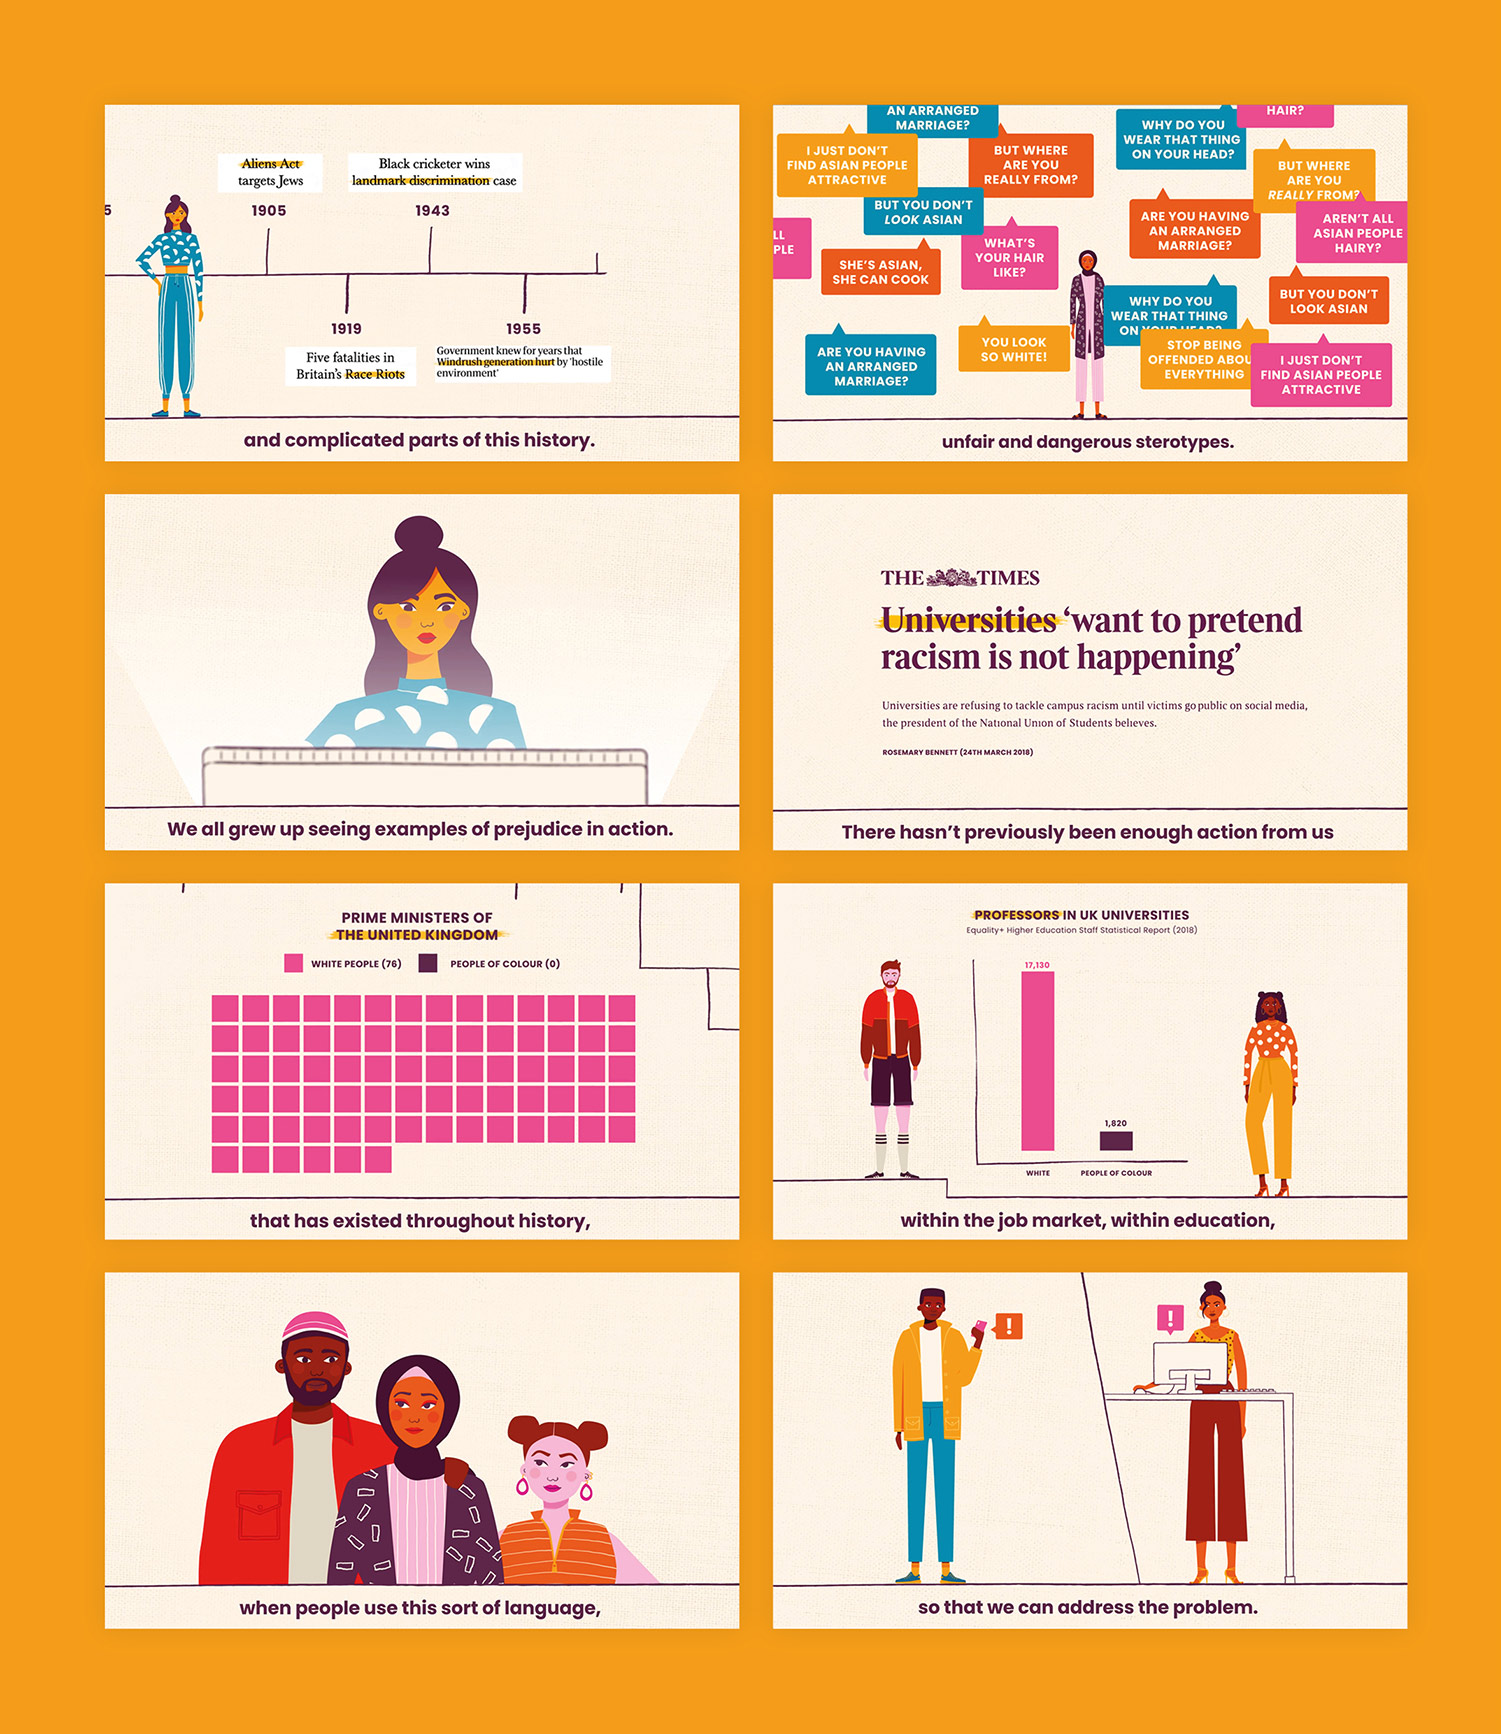 Aliens Act
targets Jews
Black cricketer wins
landmark discrimination case
5
1905
1943
1919
1955
Five fatalities in
Britain's Race Riots
Government knew for years that
Windrush generation hurt by 'hostile
environment'
and complicated parts of this history.
AN ARRANGED
MARRIAGE?
HAIR?
WHY DO YOU
WEAR THAT THING
ON YOUR HEAD?
I JUST DON'T
FIND ASIAN PEOPLE
ATTRACTIVE
BUT WHERE
ARE YOU
REALLY FROM?
BUT WHERE
ARE YOU
REALLY FROM?
BUT YOU DON'T
LOOK ASIAN
ARE YOU HAVING
AN ARRANGED
MARRIAGE?
AREN'T ALL
ASIAN PEOPLE
HAIRY?
LL
PLE
WHAT'S
YOUR HAIR
LIKE?
SHE'S ASIAN,
SHE CAN COOK
BUT YOU DON'T
LOOK ASIAN
WHY DO YOU
WEAR THAT THING
ON YOUR HEAD?
ARE YOU HAVING
AN ARRANGED
MARRIAGE?
YOU LOOK
SO WHITE!
STOP BEING
OFFENDED ABOU
EVERYTHING
I JUST DON'T
FIND ASIAN PEOPLE
ATTRACTIVE
unfair and dangerous sterotypes.
We all grew up seeing examples of prejudice in action.
THE TIMES
Universities 'want to pretend
racism is not happening'
Universities are refusing to tackle campus racism until victims go public on social media,
the president of the National Union of Students believes.
ROSEMARY BENNETT (24TH MARCH 2018)
There hasn't previously been enough action from us
PRIME MINISTERS OF
THE UNITED KINGDOM
WHITE PEOPLE (76)
PEOPLE OF COLOUR (0)
that has existed throughout history,
PROFESSORS IN UK UNIVERSITIES
Equality+ Higher Education Staff Statistical Report (2018)
17,130
1,820
WHITE
PEOPLE OF COLOUR
within the job market, within education,
when people use this sort of language,
!
!
so that we can address the problem.